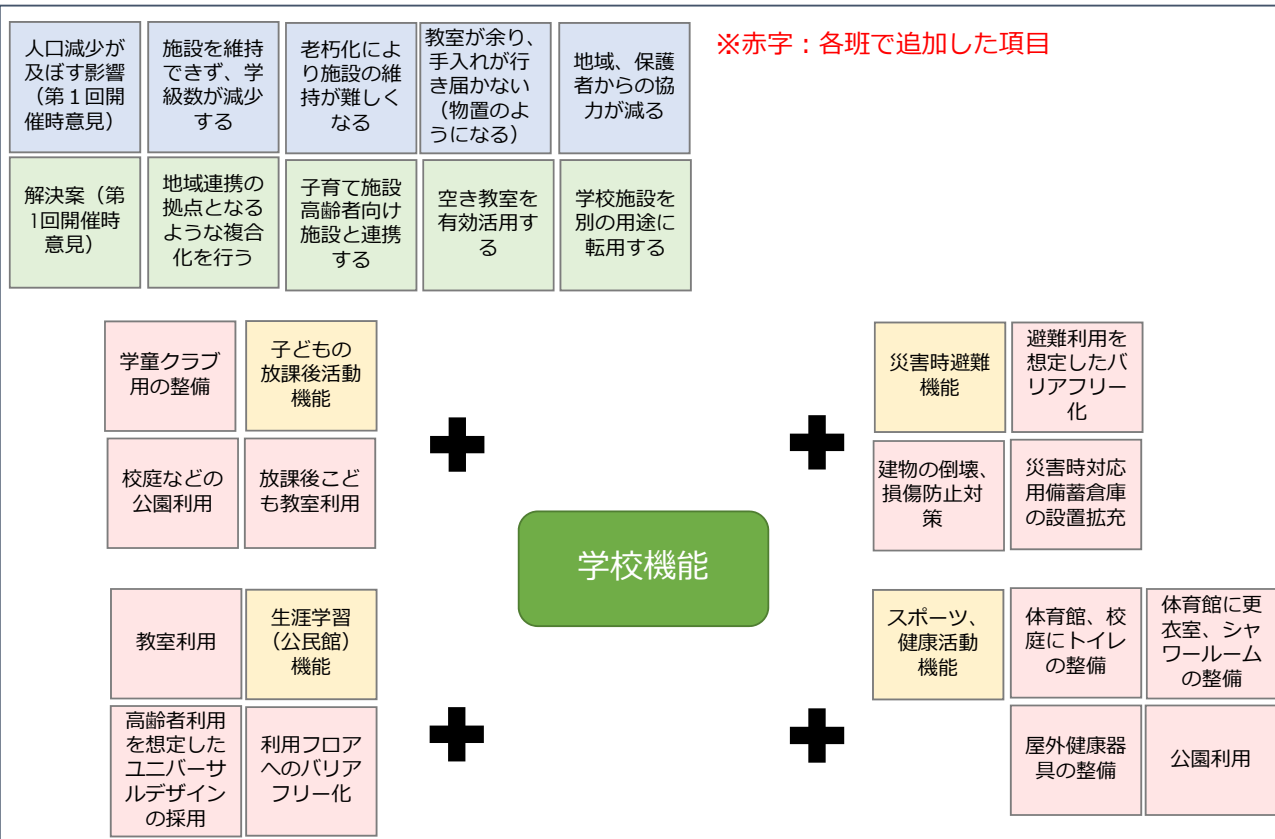 人口減少が
及ぼす影響
（第１回開
催時意見）
施設を維持
できず、学
級数が減少
する
老朽化によ
り施設の維
持が難しく
なる
教室が余り、
手入れが行
き届かない
（物置のよ
うになる）
地域、保護
者からの協
力が減る
※赤字：各班で追加した項目
解決案（第
1回開催時
意見）
地域連携の
拠点となる
ような複合
化を行う
子育て施設
高齢者向け
施設と連携
する
空き教室を
有効活用す
る
学校施設を
別の用途に
転用する
学童クラブ
用の整備
子どもの
放課後活動
機能
校庭などの
公園利用
放課後こど
も教室利用
災害時避難
機能
避難利用を
想定したバ
リアフリー
化
建物の倒壊、
損傷防止対
策
災害時対応
用備蓄倉庫
の設置拡充
学校機能
教室利用
生涯学習
（公民館）
機能
高齢者利用
を想定した
ユニバーサ
ルデザイン
の採用
利用フロア
へのバリア
フリー化
スポーツ、
健康活動
機能
体育館、校
庭にトイレ
の整備
体育館に更
衣室、シャ
ワールーム
の整備
屋外健康器
具の整備
公園利用